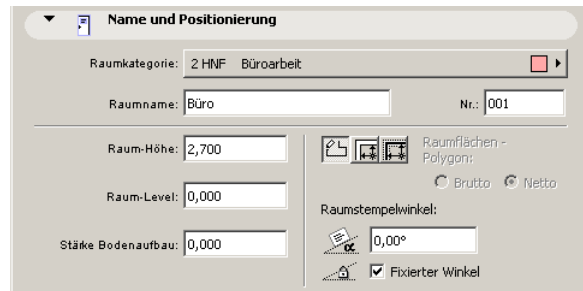 Name und Positionierung
Raumkategorie: 2 HNF Büroarbeit
Raumname: Büro Nr.: 001
Raum-Höhe: 2,700
Raumflächen -
Polygon:
Brutto Netto
Raum-Level: 0,000
Raumstempelwinkel:
Stärke Bodenaufbau: 0,000
α 0,00°
Fixierter Winkel